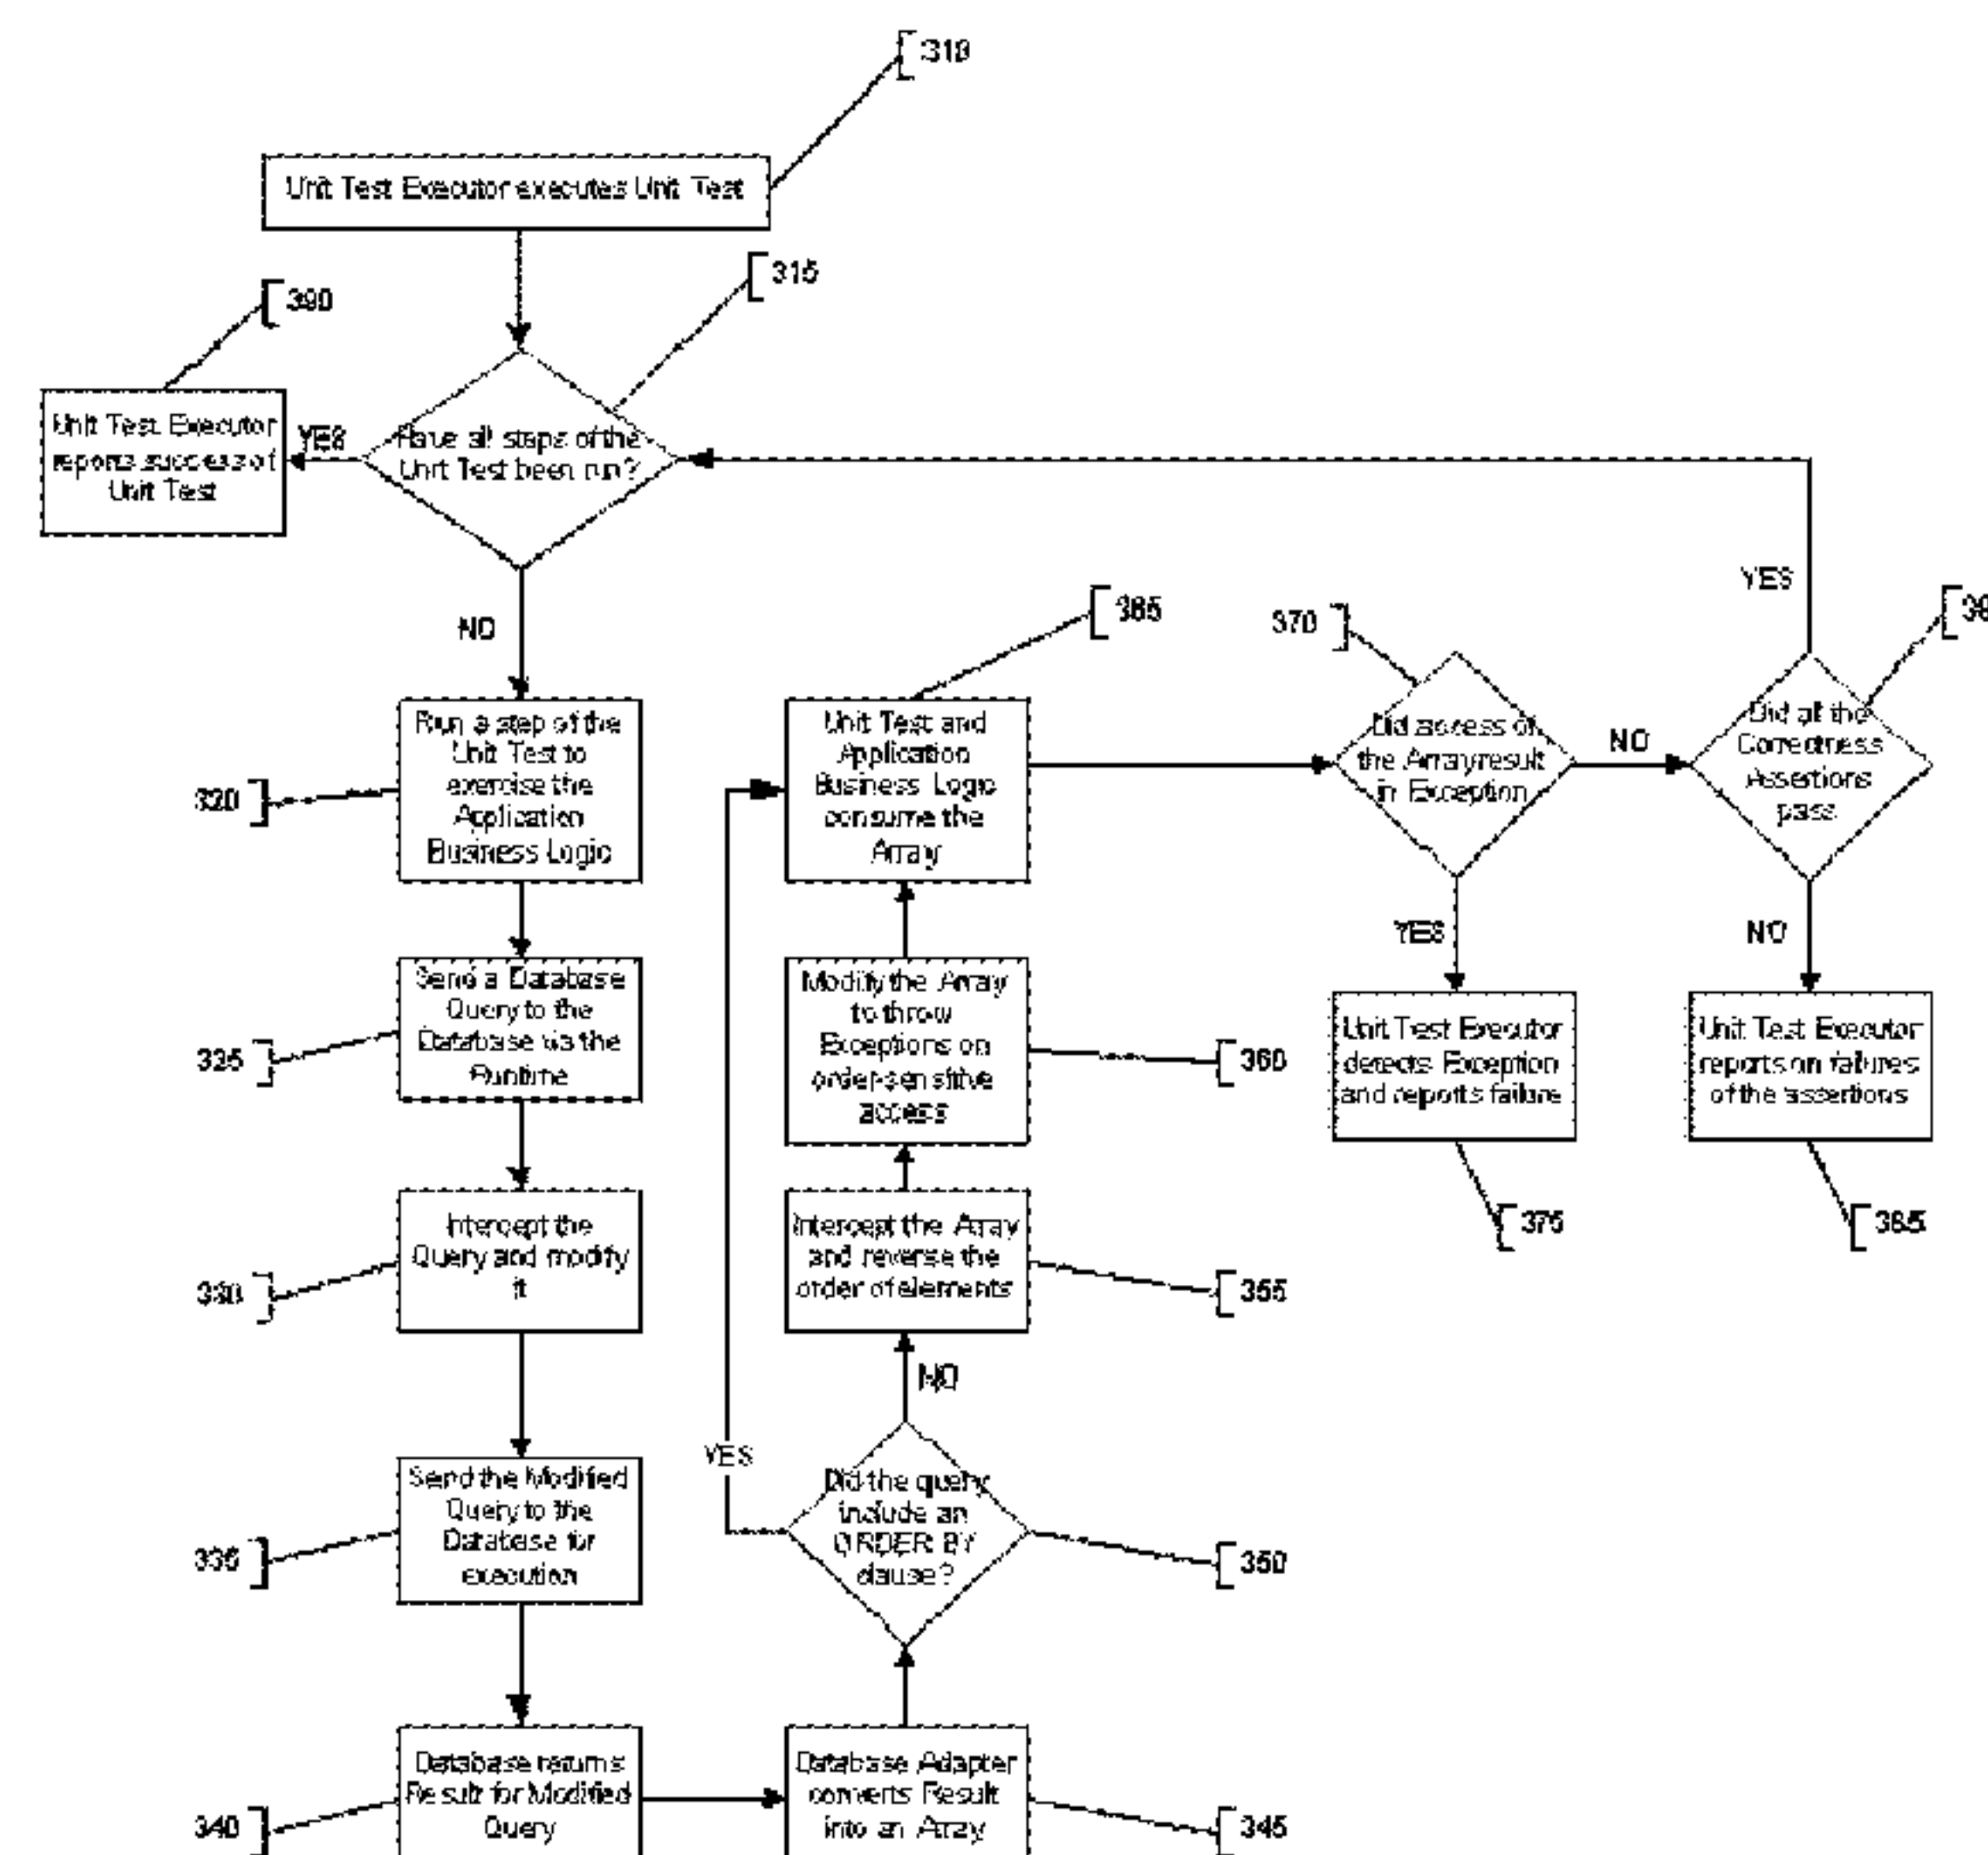 310
Unit Test Executor executes Unit Test
315
390
Unit Test Executor
reports success of
Unit Test
YES
Have all steps of the
Unit Test been run?
NO
YES
365
370
38
Run a step of the
Unit Test to
exercise the
Application
Business Logic
320
Unit Test and
Application
Business Logic
consume the
Array
Did access of
the Array result
in Exception
NO
Did all the
Correctness
Assertions
pass
YES
NO
Send a Database
Query to the
Database via the
Runtime
325
Modify the Array
to throw
Exceptions on
order-sensitive
access
360
Unit Test Executor
detects Exception
and reports failure
Unit Test Executor
reports on failures
of the assertions
375
385
Intercept the
Query and modify
it
330
Intercept the Array
and reverse the
order of elements
355
NO
YES
Send the Modified
Query to the
Database for
execution
335
Did the query
include an
ORDER BY
clause?
350
Database returns
Result for Modified
Query
340
Database Adapter
converts Result
into an Array
345